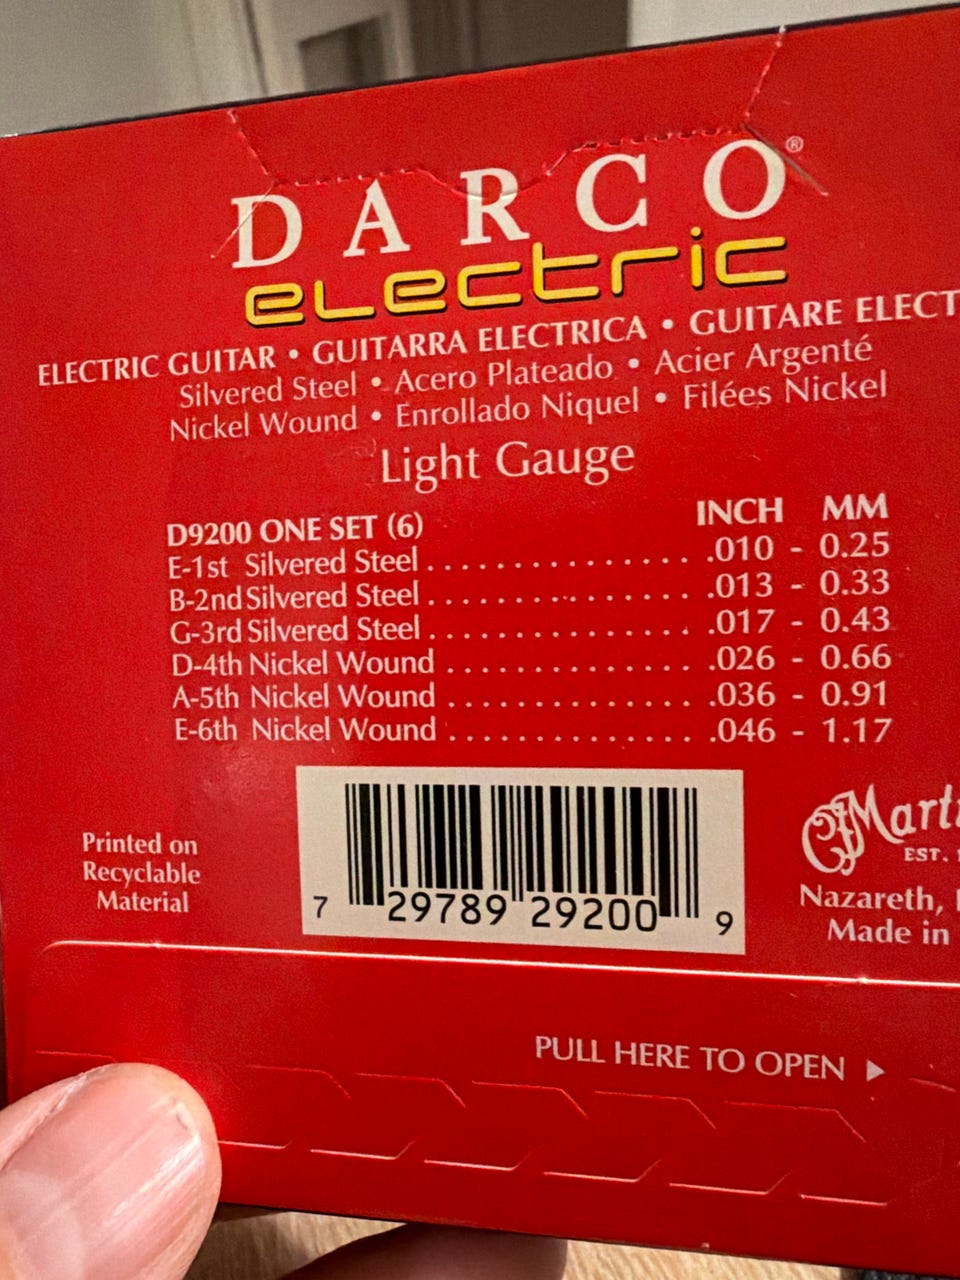 DARCO®
electric
ELECTRIC GUITAR • GUITARRA ELECTRICA • GUITARE ELECT
Silvered Steel • Acero Plateado • Acier Argenté
Nickel Wound • Enrollado Niquel • Filées Nickel
Light Gauge
D9200 ONE SET (6) INCH MM
E-1st Silvered Steel ............... .010 - 0.25
B-2nd Silvered Steel ............... .013 - 0.33
G-3rd Silvered Steel ............... .017 - 0.43
D-4th Nickel Wound .............. .026 - 0.66
A-5th Nickel Wound .............. .036 - 0.91
E-6th Nickel Wound .............. .046 - 1.17
Printed on
Recyclable
Material
7 29789 29200 9
CF Marti
EST.
Nazareth,
Made in
PULL HERE TO OPEN ▶